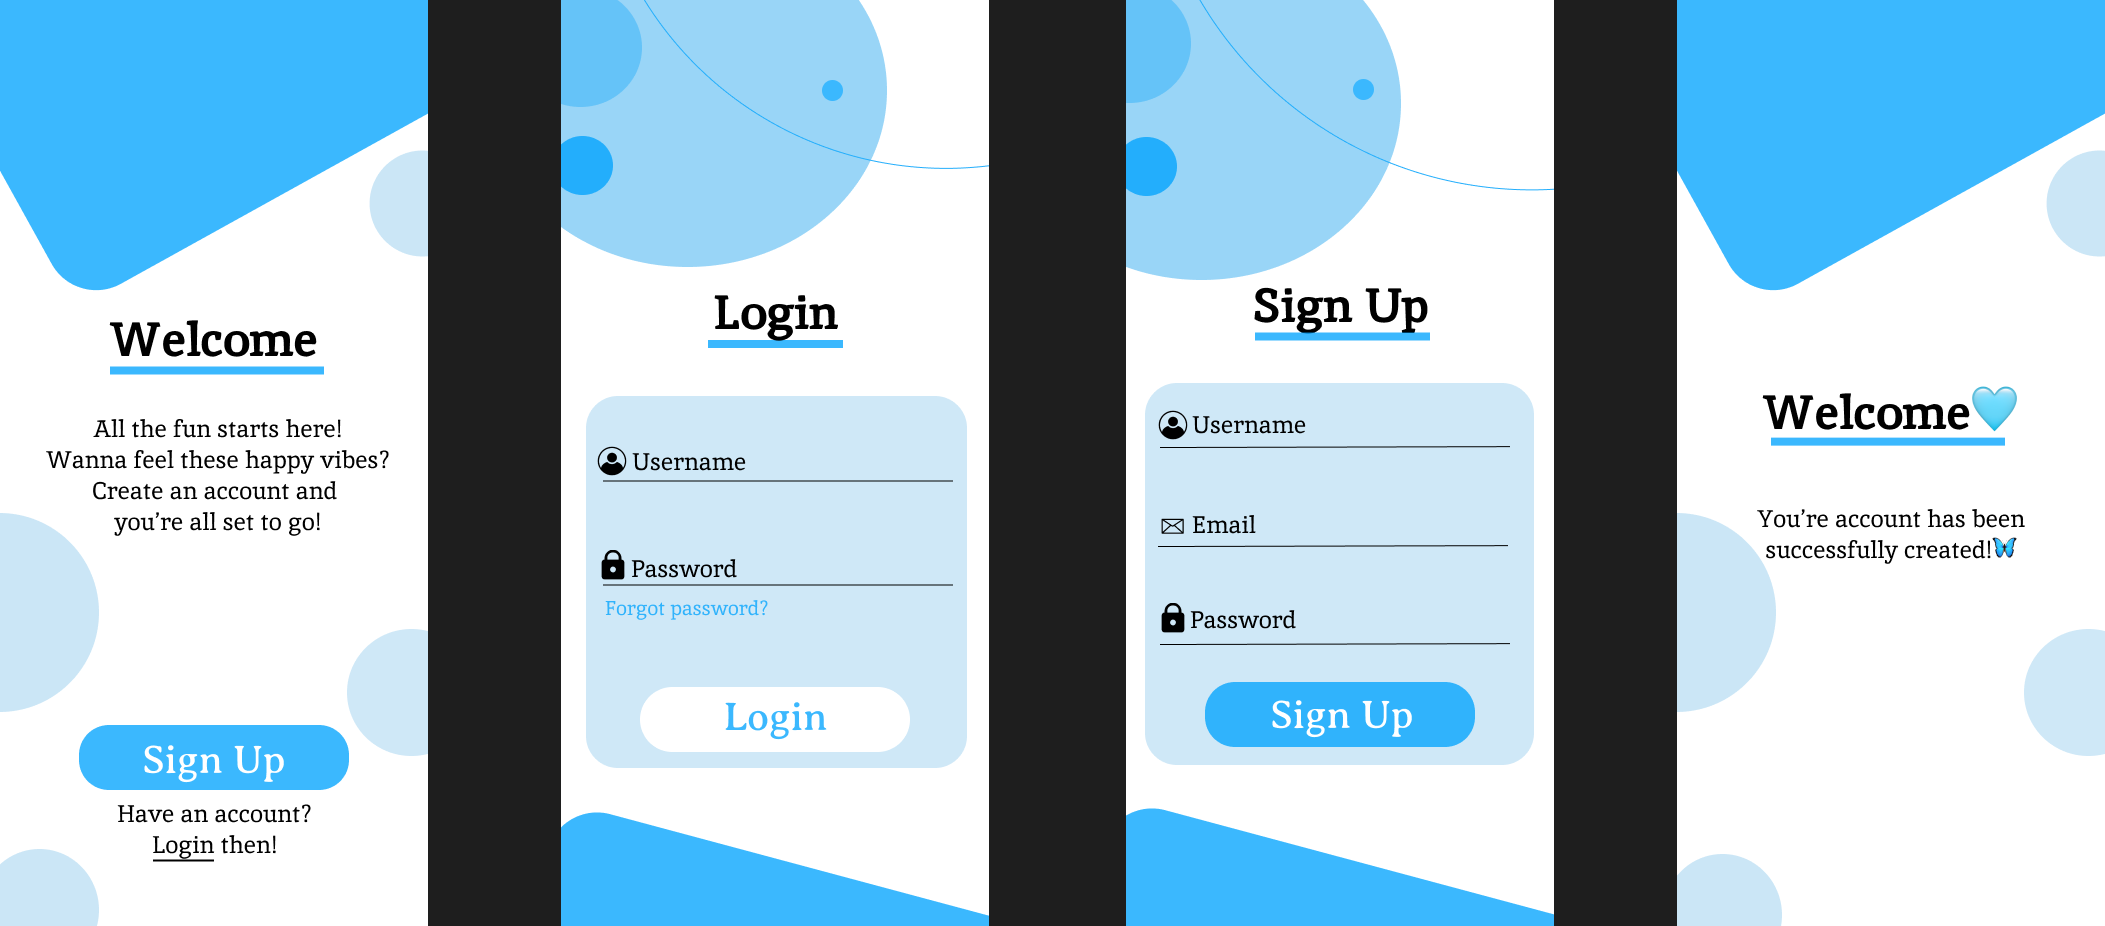 Welcome
All the fun starts here!
Wanna feel these happy vibes?
Create an account and
you’re all set to go!
Sign Up
Have an account?
Login then!
Login
Username
Password
Forgot password?
Login
Sign Up
Username
Email
Password
Sign Up
Welcome🩵
You’re account has been
successfully created!🦋